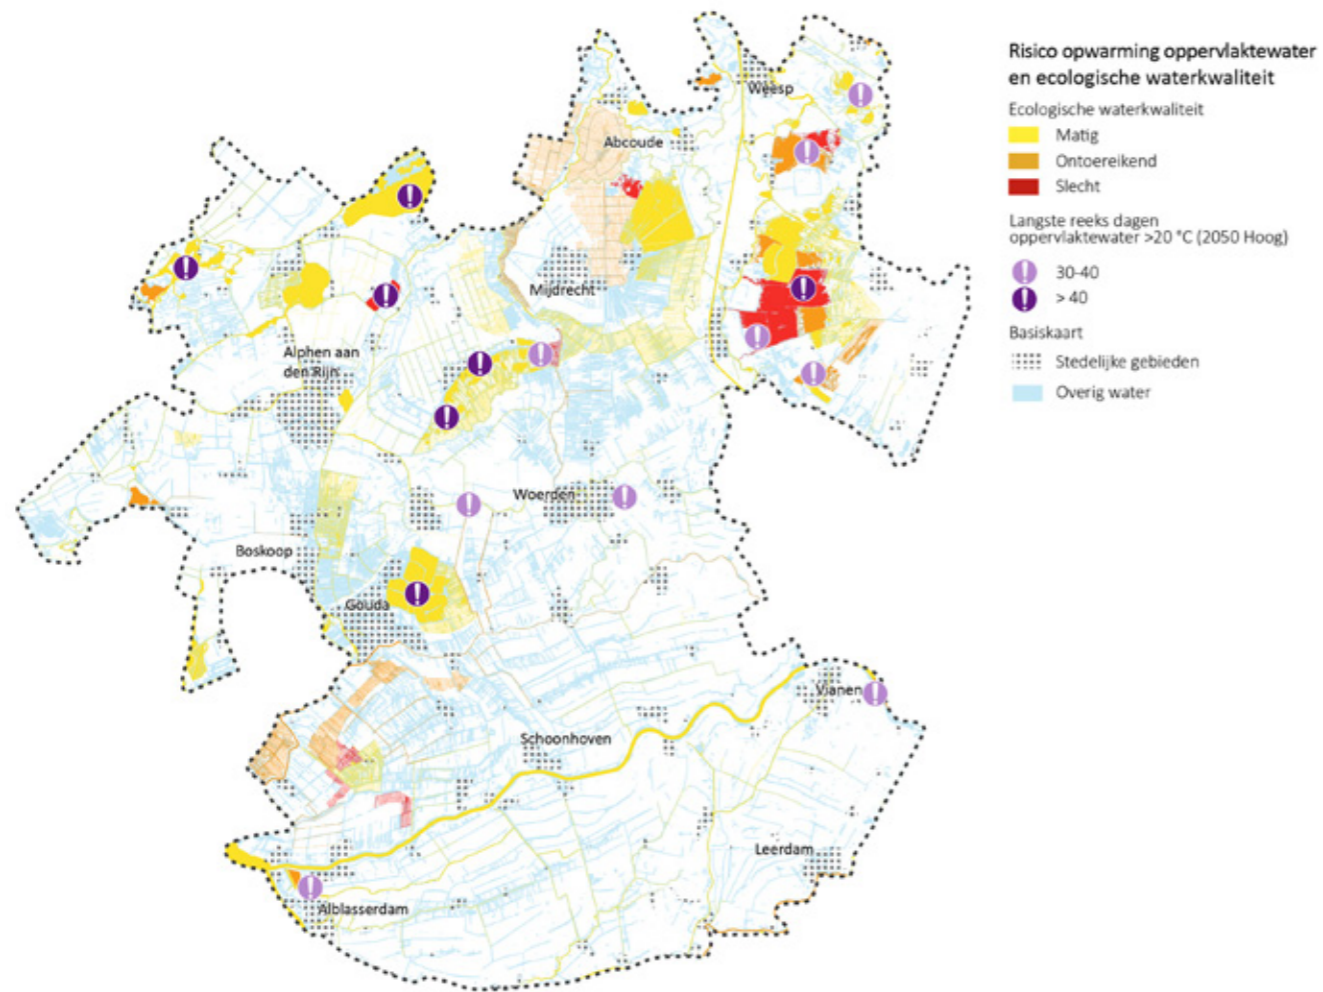 Risico opwarming oppervlaktewater
en ecologische waterkwaliteit
Ecologische waterkwaliteit
Matig
Ontoereikend
Slecht
Langste reeks dagen
oppervlaktewater >20 °C (2050 Hoog)
30-40
> 40
Basiskaart
Stedelijke gebieden
Overig water
Weesp
Abcoude
Mijdrecht
Alphen aan
den Rijn
Woerden
Boskoop
Gouda
Vianen
Schoonhoven
Leerdam
Alblasserdam